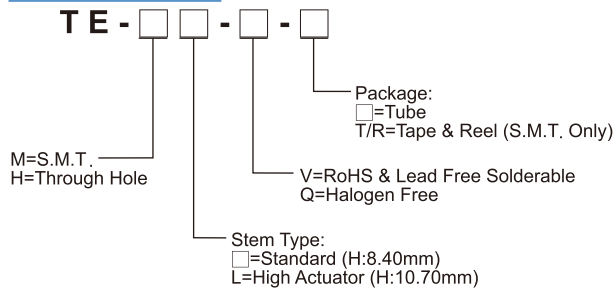 TE-□□-□-□
Package:
□=Tube
T/R=Tape & Reel (S.M.T. Only)
M=S.M.T.
H=Through Hole
V=RoHS & Lead Free Solderable
Q=Halogen Free
Stem Type:
□=Standard (H:8.40mm)
L=High Actuator (H:10.70mm)